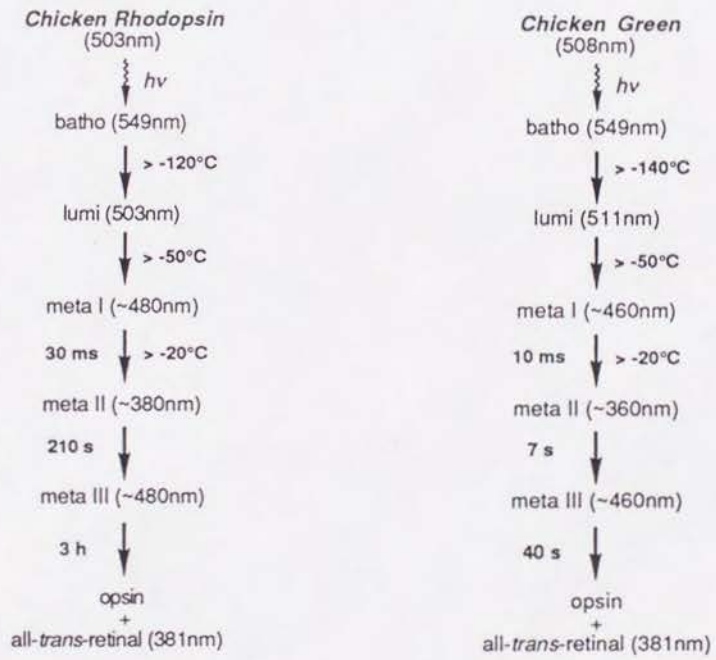 Chicken Rhodopsin
(503nm)
hν
batho (549nm)
> -120°C
lumi (503nm)
> -50°C
meta I (~480nm)
30 ms > -20°C
meta II (~380nm)
210 s
meta III (~480nm)
3 h
opsin
+
all-trans-retinal (381nm)
Chicken Green
(508nm)
hν
batho (549nm)
> -140°C
lumi (511nm)
> -50°C
meta I (~460nm)
10 ms > -20°C
meta II (~360nm)
7 s
meta III (~460nm)
40 s
opsin
+
all-trans-retinal (381nm)